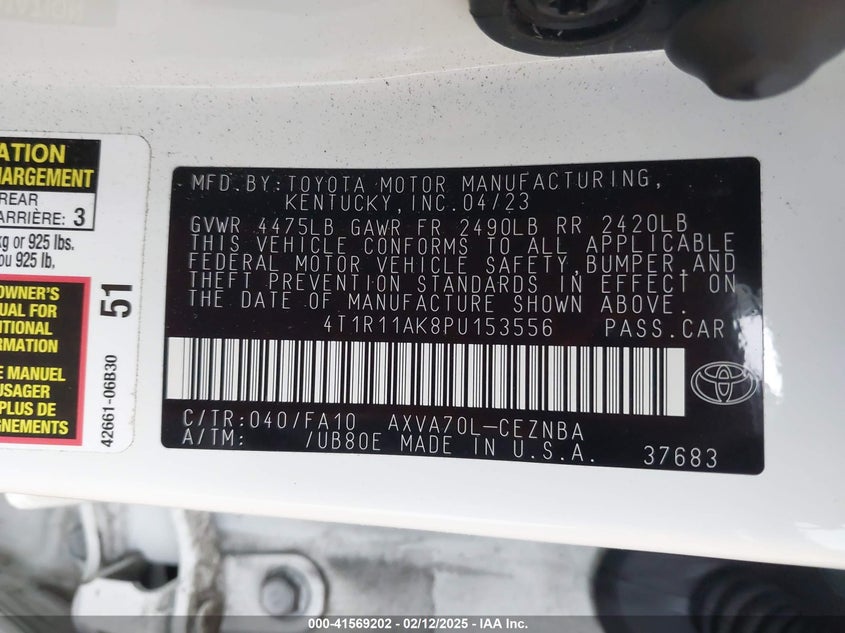 ATION
HARGEMENT
REAR
ARRIÈRE: 3
kg or 925 lbs.
ou 925 lb.
OWNER'S
UAL FOR
ITIONAL
RMATION
E MANUEL
USAGER
PLUS DE
GNEMENTS
51
42661-06B30
MFD.BY:TOYOTA MOTOR MANUFACTURING,
KENTUCKY,INC.04/23
GVWR 4475LB GAWR FR 2490LB RR 2420LB
THIS VEHICLE CONFORMS TO ALL APPLICABLE
FEDERAL MOTOR VEHICLE SAFETY,BUMPER,AND
THEFT PREVENTION STANDARDS IN EFFECT ON
THE DATE OF MANUFACTURE SHOWN ABOVE.
4T1R11AK8PU153556 PASS.CAR
C/TR:040/FA10 AXVA70L-CEZNBA
A/TM: /UB80E MADE IN U.S.A.
37683
000-41569202 - 02/12/2025 - AXSA Inc.